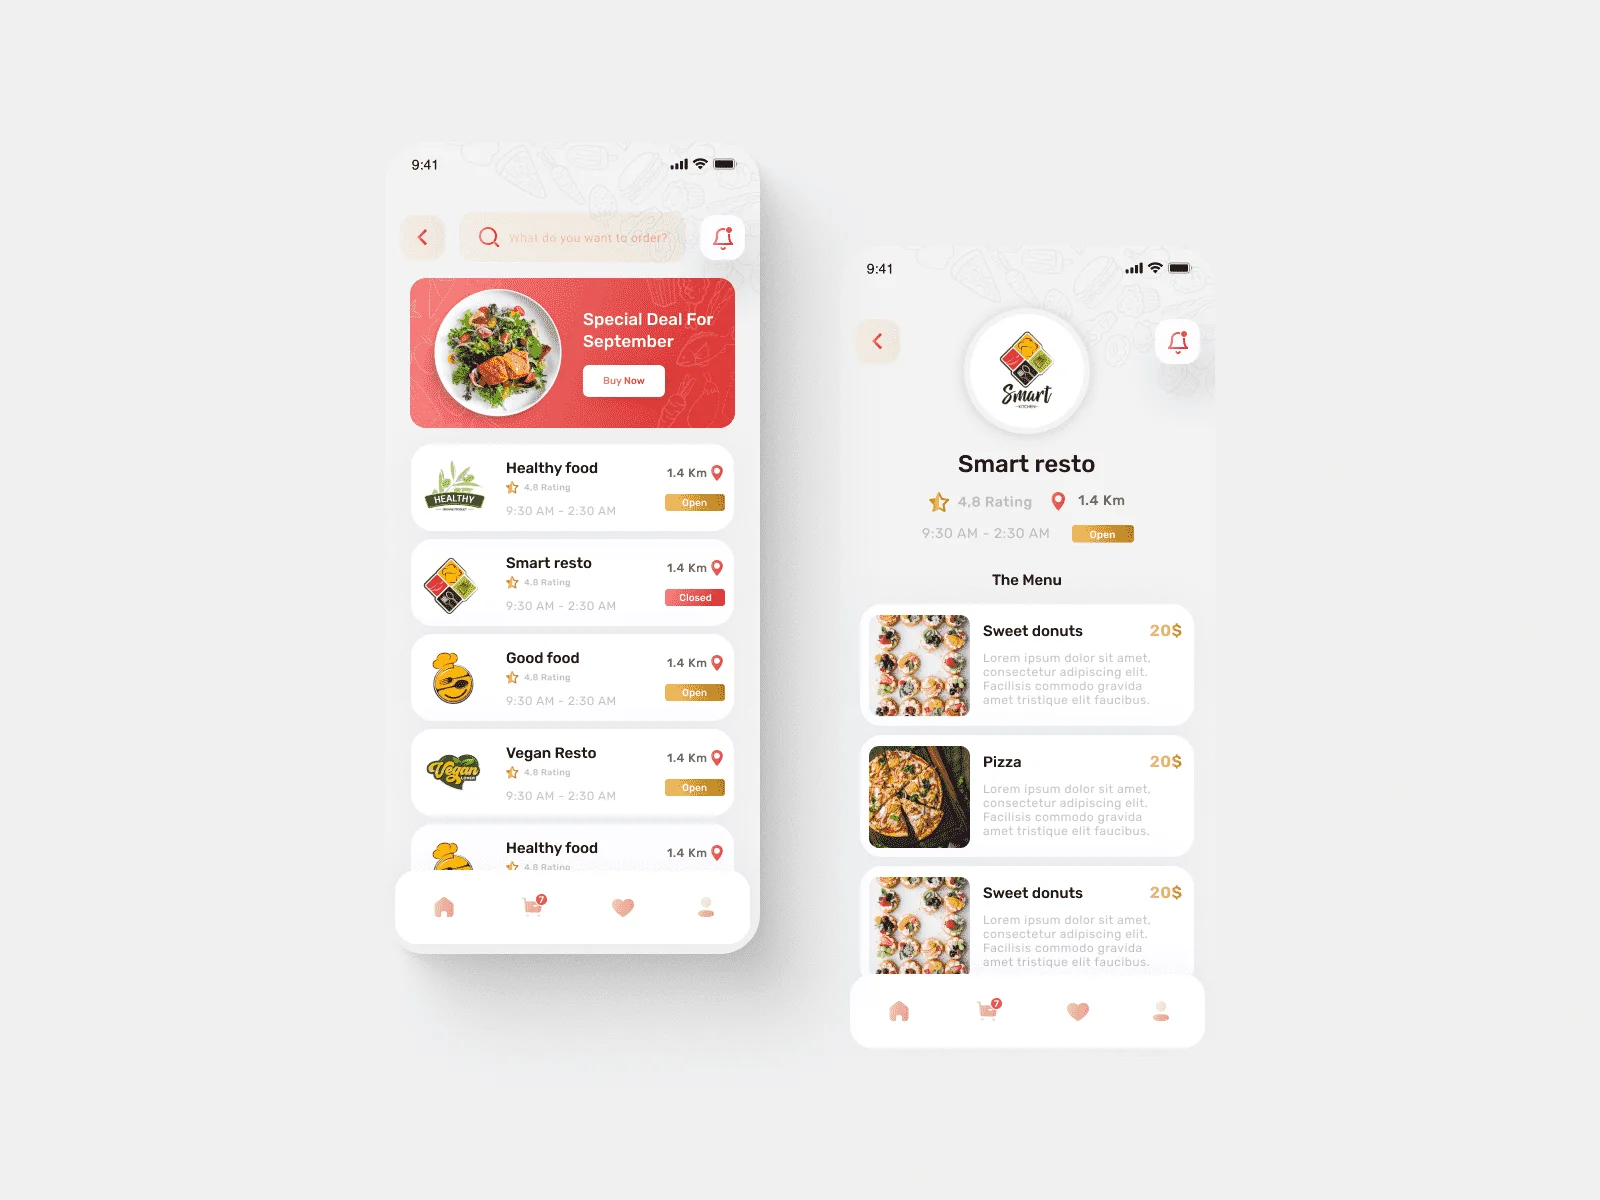 9:41
What do you want to order?
Special Deal For
September
Buy Now
HEALTHY
Healthy food
4,8 Rating
9:30 AM - 2:30 AM
1.4 Km
Open
Smart resto
4,8 Rating
9:30 AM - 2:30 AM
1.4 Km
Closed
Good food
4,8 Rating
9:30 AM - 2:30 AM
1.4 Km
Open
Vegan
LOVER
Vegan Resto
4,8 Rating
9:30 AM - 2:30 AM
1.4 Km
Open
Healthy food
4,8 Rating
1.4 Km
7
9:41
Smart
KITCHEN
Smart resto
4,8 Rating
1.4 Km
9:30 AM - 2:30 AM
Open
The Menu
Sweet donuts
20$
Lorem ipsum dolor sit amet,
consectetur adipiscing elit.
Facilisis commodo gravida
amet tristique elit faucibus.
Pizza
20$
Lorem ipsum dolor sit amet,
consectetur adipiscing elit.
Facilisis commodo gravida
amet tristique elit faucibus.
Sweet donuts
20$
Lorem ipsum dolor sit amet,
consectetur adipiscing elit.
Facilisis commodo gravida
amet tristique elit faucibus.
7